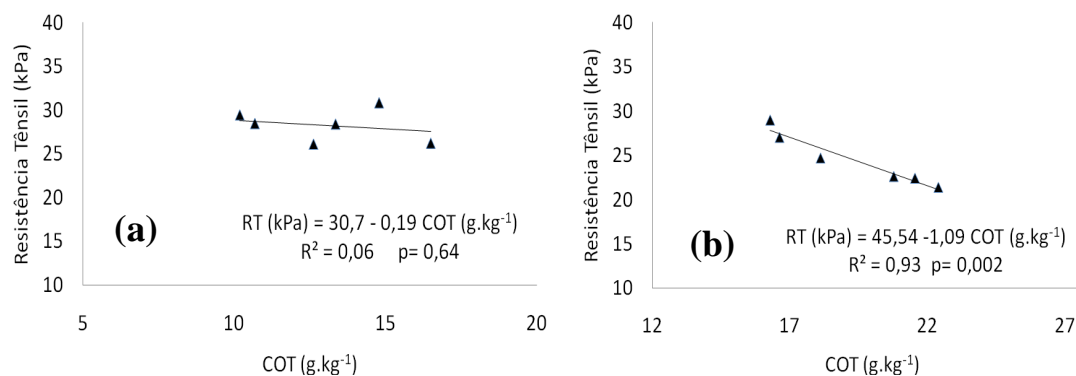 Resistência Tênsil (kPa)
40
35
30
25
20
15
10
(a)
RT (kPa) = 30,7 - 0,19 COT (g.kg⁻¹)
R² = 0,06 p= 0,64
5
10
15
20
COT (g.kg⁻¹)
Resistência Tênsil (kPa)
40
35
30
25
20
15
10
(b)
RT (kPa) = 45,54 -1,09 COT (g.kg⁻¹)
R² = 0,93 p= 0,002
12
17
22
27
COT (g.kg⁻¹)